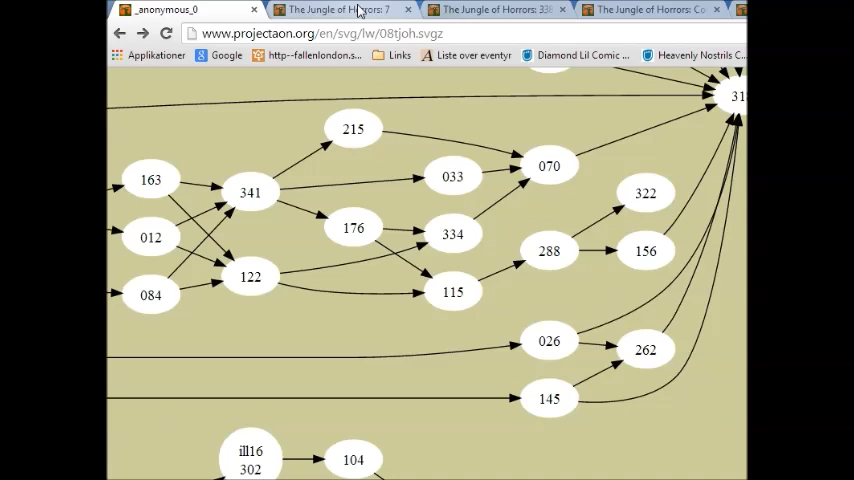 _anonymous_0
The Jungle of Horrors: 7
The Jungle of Horrors: 338
The Jungle of Horrors: Co
www.projectaon.org/en/svg/lw/08tjoh.svgz
Applikationer
Google
http--fallenlondon.s...
Links
Liste over eventyr
Diamond Lil Comic ...
Heavenly Nostrils C...
31
215
163
033
070
341
322
012
176
334
288
156
122
084
115
026
262
145
ill16
302
104